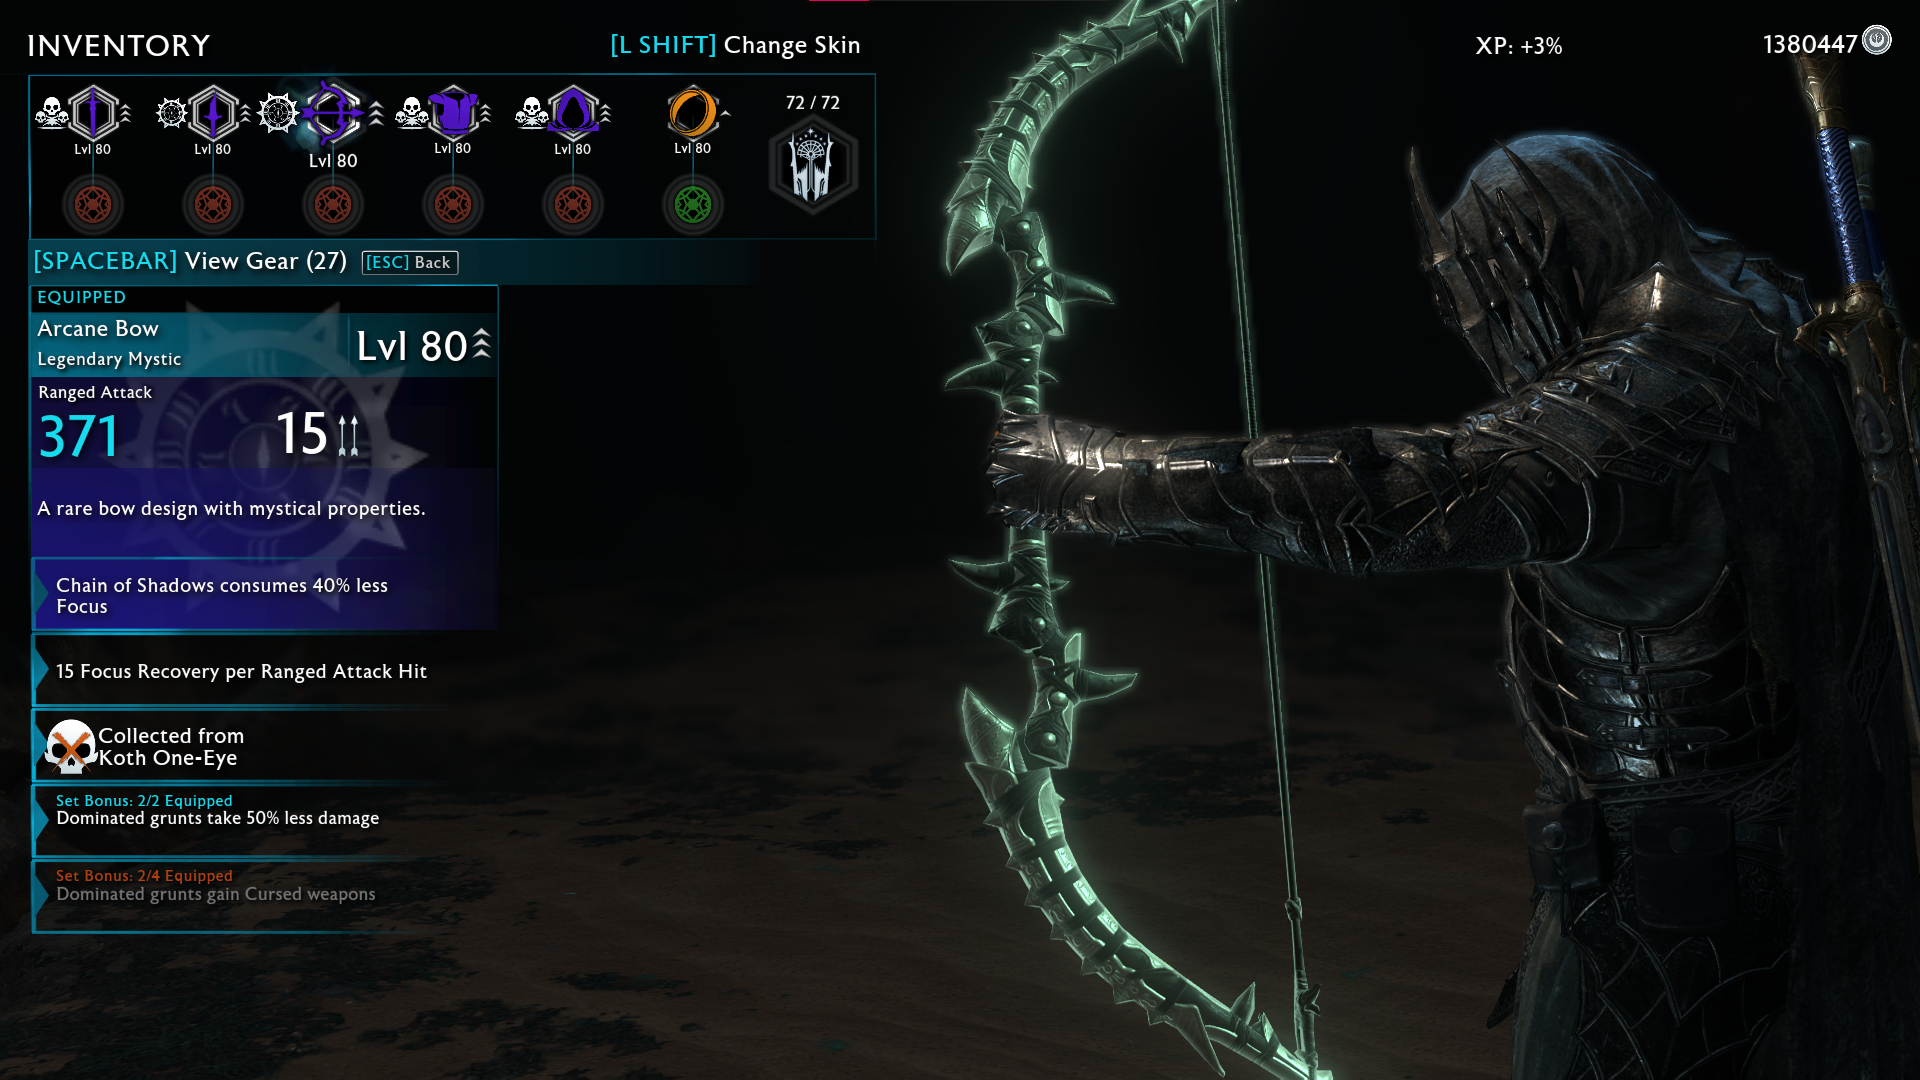 INVENTORY
[L SHIFT] Change Skin
XP: +3%
1380447
Lvl 80
Lvl 80
Lvl 80
Lvl 80
Lvl 80
Lvl 80
72 / 72
[SPACEBAR] View Gear (27) [ESC] Back
EQUIPPED
Arcane Bow
Legendary Mystic
Lvl 80
Ranged Attack
371
15
A rare bow design with mystical properties.
Chain of Shadows consumes 40% less
Focus
15 Focus Recovery per Ranged Attack Hit
Collected from
Koth One-Eye
Set Bonus: 2/2 Equipped
Dominated grunts take 50% less damage
Set Bonus: 2/4 Equipped
Dominated grunts gain Cursed weapons